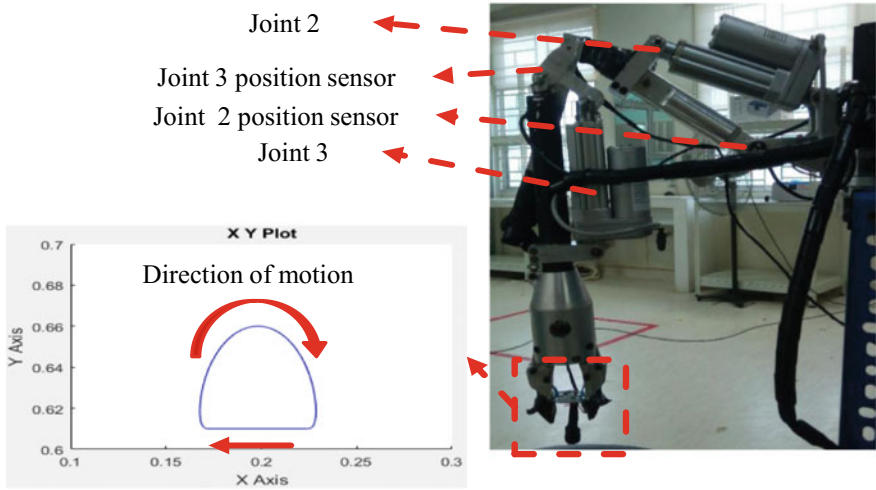 Joint 2
Joint 3 position sensor
Joint 2 position sensor
Joint 3
X Y Plot
Direction of motion
Y Axis
0.7
0.68
0.66
0.64
0.62
0.6
0.1
0.15
0.2
0.25
0.3
X Axis